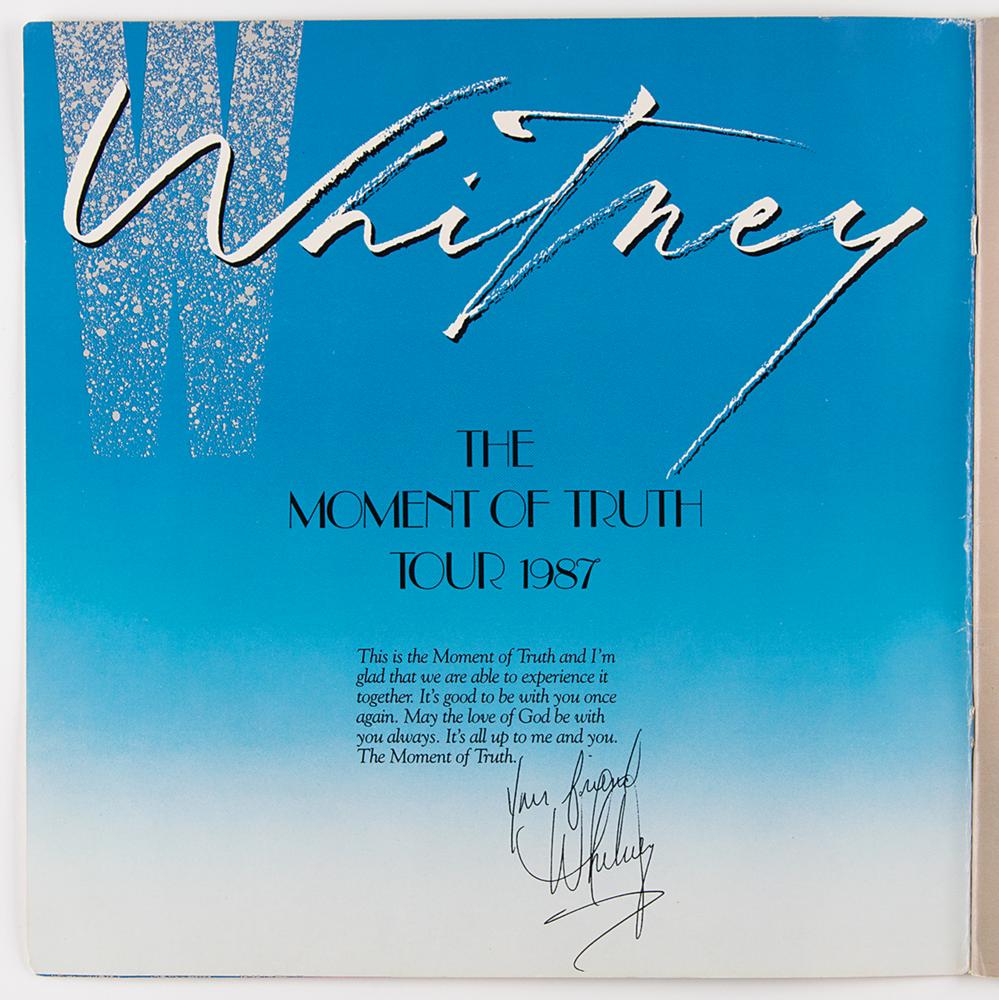 Whitney
THE
MOMENT OF TRUTH
TOUR 1987
This is the Moment of Truth and I'm
glad that we are able to experience it
together. It's good to be with you once
again. May the love of God be with
you always. It's all up to me and you.
The Moment of Truth.
Your friend
Whitney